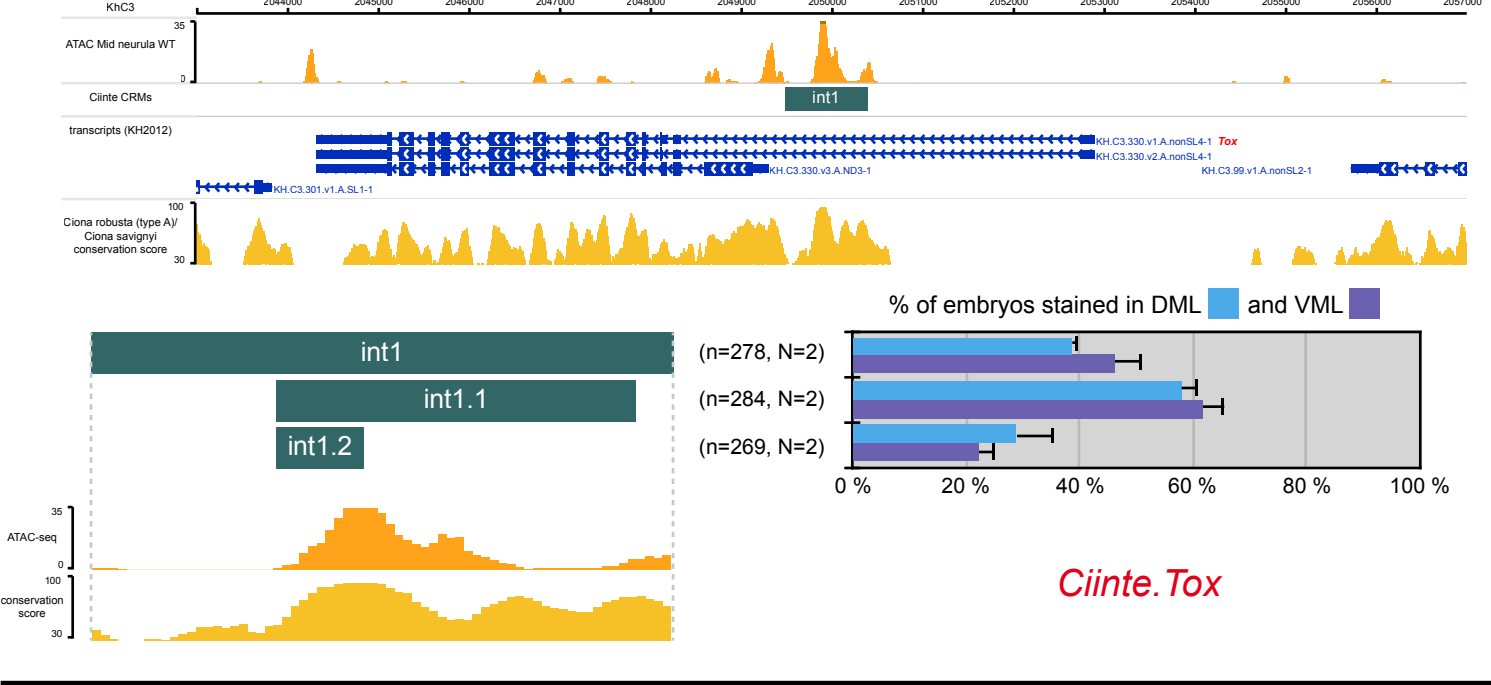 KhC3
2044000 2045000 2046000 2047000 2048000 2049000 2050000 2051000 2052000 2053000 2054000 2055000 2056000 2057000
ATAC Mid neurula WT
35
0
Ciinte CRMs
int1
transcripts (KH2012)
KH.C3.330.v1.A.nonSL4-1 Tox
KH.C3.330.v2.A.nonSL4-1
KH.C3.330.v3.A.ND3-1
KH.C3.99.v1.A.nonSL2-1
KH.C3.301.v1.A.SL1-1
Ciona robusta (type A)/
Ciona savignyi
conservation score
100
30
% of embryos stained in DML and VML
int1
(n=278, N=2)
int1.1
(n=284, N=2)
int1.2
(n=269, N=2)
0 % 20 % 40 % 60 % 80 % 100 %
ATAC-seq
35
0
conservation
score
100
30
Ciinte.Tox